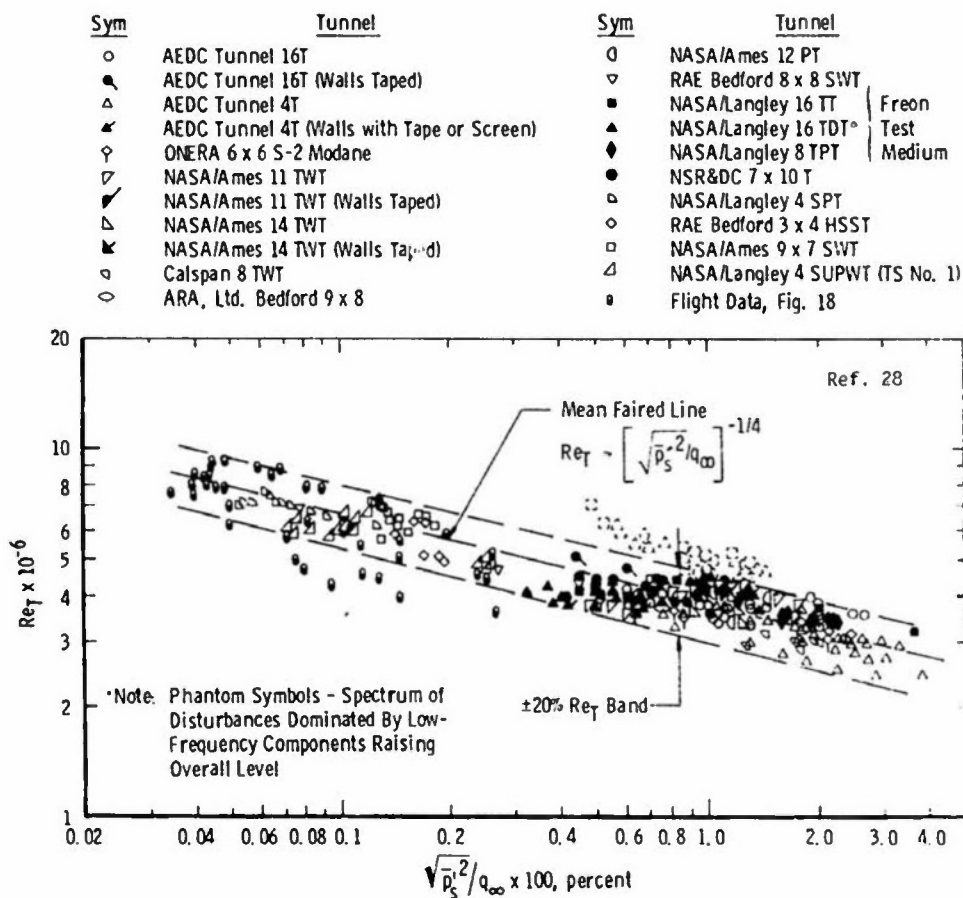 Sym Tunnel
AEDC Tunnel 16T
AEDC Tunnel 16T (Walls Taped)
AEDC Tunnel 4T
AEDC Tunnel 4T (Walls with Tape or Screen)
ONERA 6 x 6 S-2 Modane
NASA/Ames 11 TWT
NASA/Ames 11 TWT (Walls Taped)
NASA/Ames 14 TWT
NASA/Ames 14 TWT (Walls Taped)
Calspan 8 TWT
ARA, Ltd. Bedford 9 x 8
Sym Tunnel
NASA/Ames 12 PT
RAE Bedford 8 x 8 SWT
NASA/Langley 16 TT
NASA/Langley 16 TDT*
NASA/Langley 8 TPT
Freon
Test
Medium
NSR&DC 7 x 10 T
NASA/Langley 4 SPT
RAE Bedford 3 x 4 HSST
NASA/Ames 9 x 7 SWT
NASA/Langley 4 SUPWT (TS No. 1)
Flight Data, Fig. 18
20
10
8
6
5
4
3
2
1
Re_T x 10^-6
Ref. 28
Mean Faired Line
Re_T ~ [√p̄_s'^2/q_∞]^-1/4
±20% Re_T Band
*Note: Phantom Symbols - Spectrum of
Disturbances Dominated By Low-
Frequency Components Raising
Overall Level
0.02 0.04 0.06 0.08 0.1 0.2 0.4 0.6 0.8 1.0 2.0 3.0 4.0
√p̄_s'^2/q_∞ x 100, percent